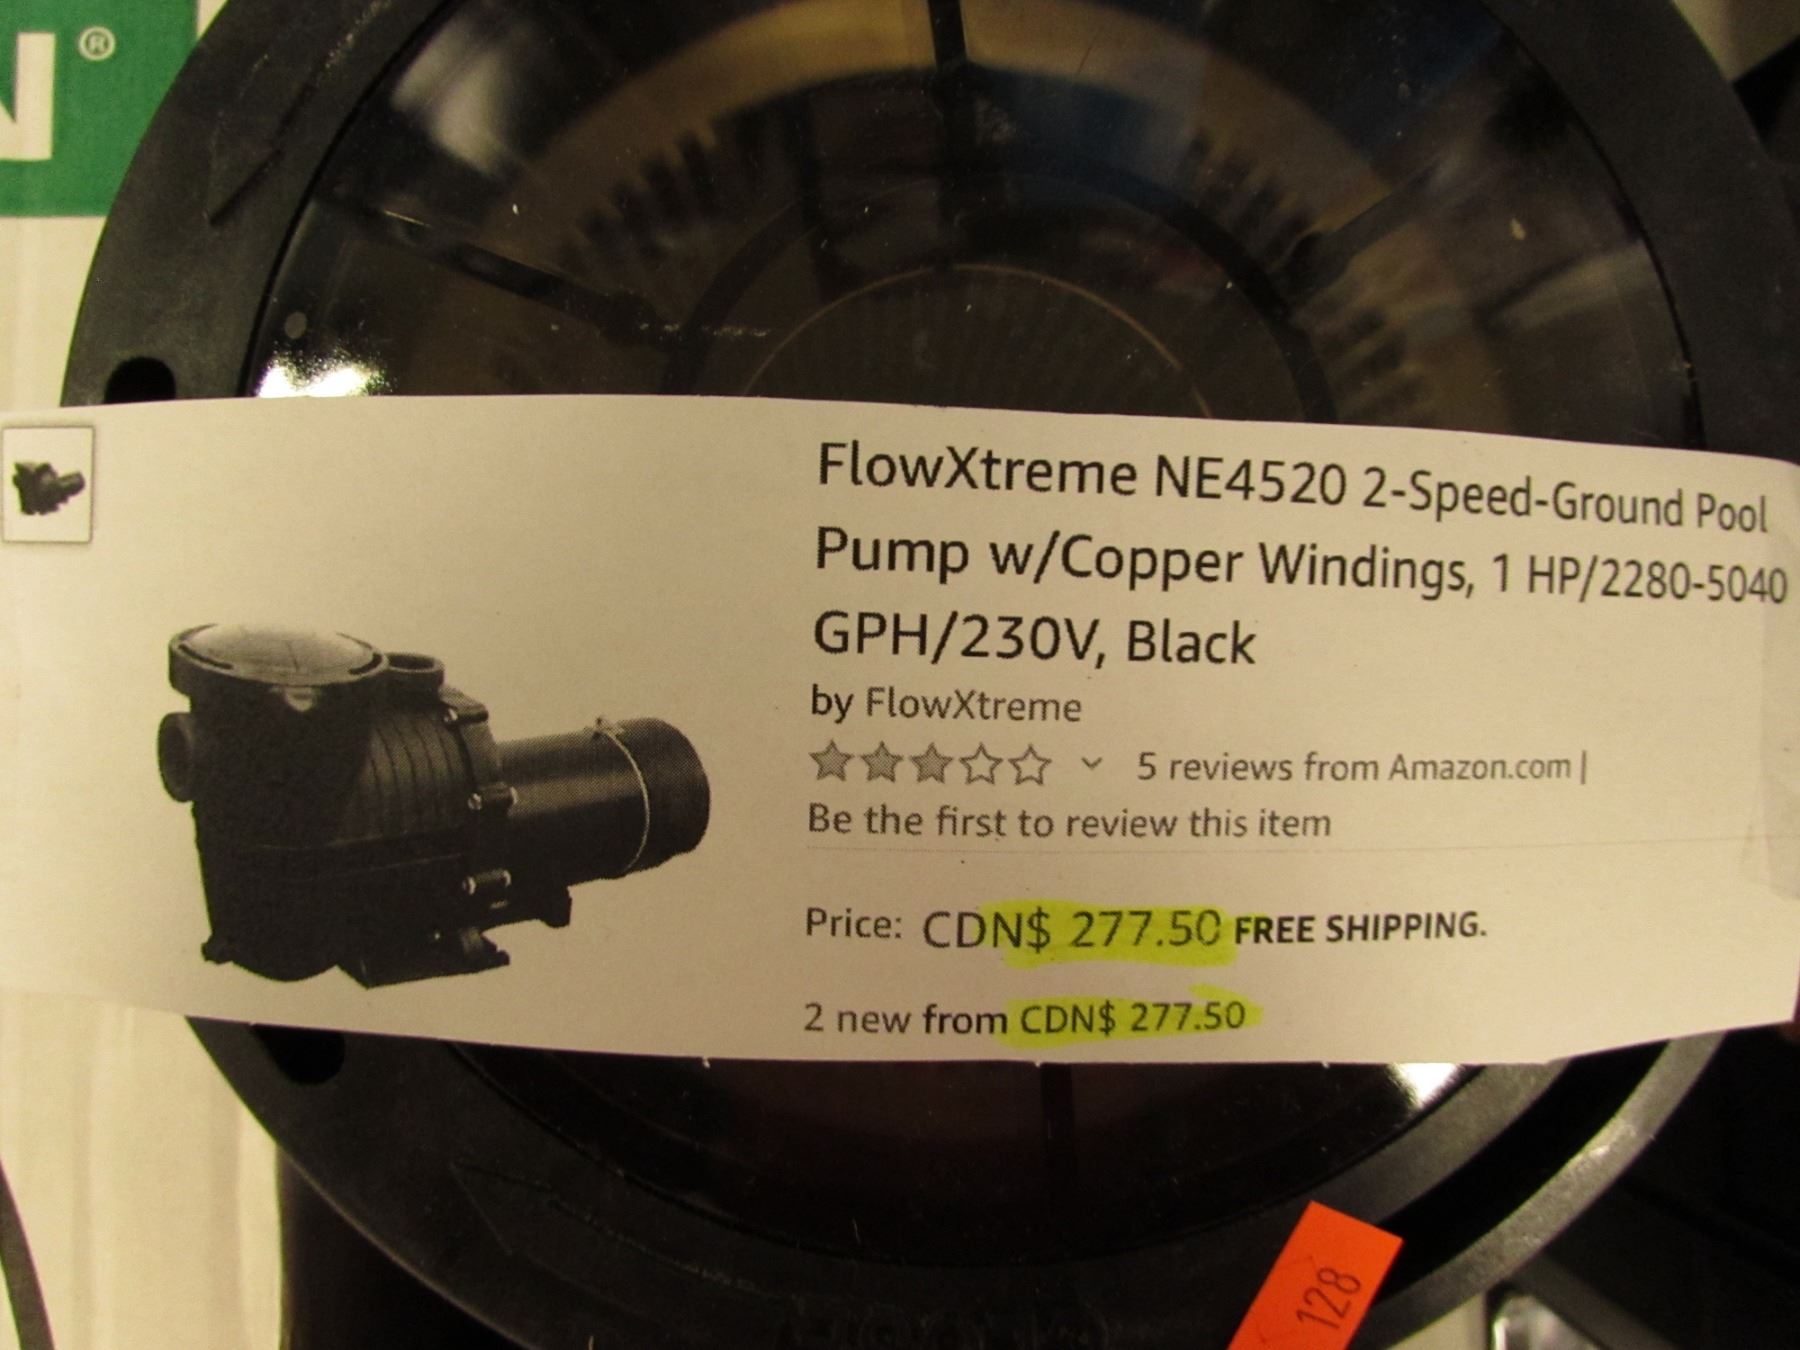 N®
FlowXtreme NE4520 2-Speed-Ground Pool
Pump w/Copper Windings, 1 HP/2280-5040
GPH/230V, Black
by FlowXtreme
5 reviews from Amazon.com |
Be the first to review this item
Price: CDN$ 277.50 FREE SHIPPING.
2 new from CDN$ 277.50
128